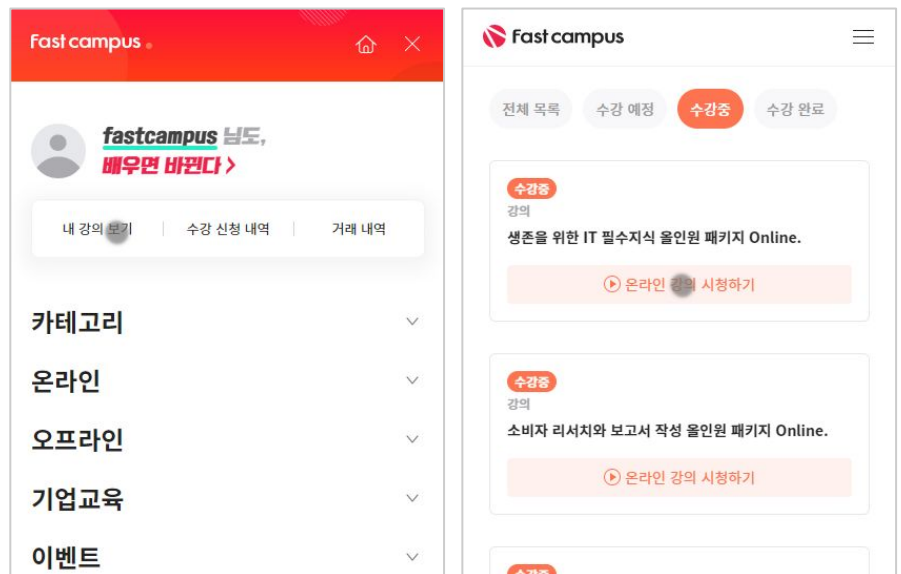 Fast campus
fastcampus 님도,
배우면 바뀐다 >
내 강의 보기
수강 신청 내역
거래 내역
카테고리
온라인
오프라인
기업교육
이벤트
Fast campus
전체 목록
수강 예정
수강중
수강 완료
수강중
강의
생존을 위한 IT 필수지식 올인원 패키지 Online.
온라인 강의 시청하기
수강중
강의
소비자 리서치와 보고서 작성 올인원 패키지 Online.
온라인 강의 시청하기
수강중